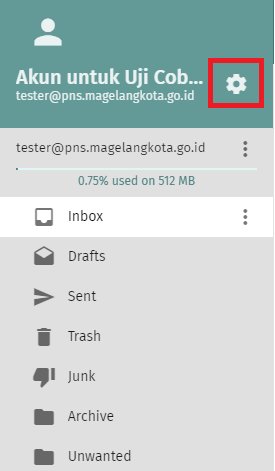 Akun untuk Uji Cob...
tester@pns.magelangkota.go.id
tester@pns.magelangkota.go.id
0.75% used on 512 MB
Inbox
Drafts
Sent
Trash
Junk
Archive
Unwanted